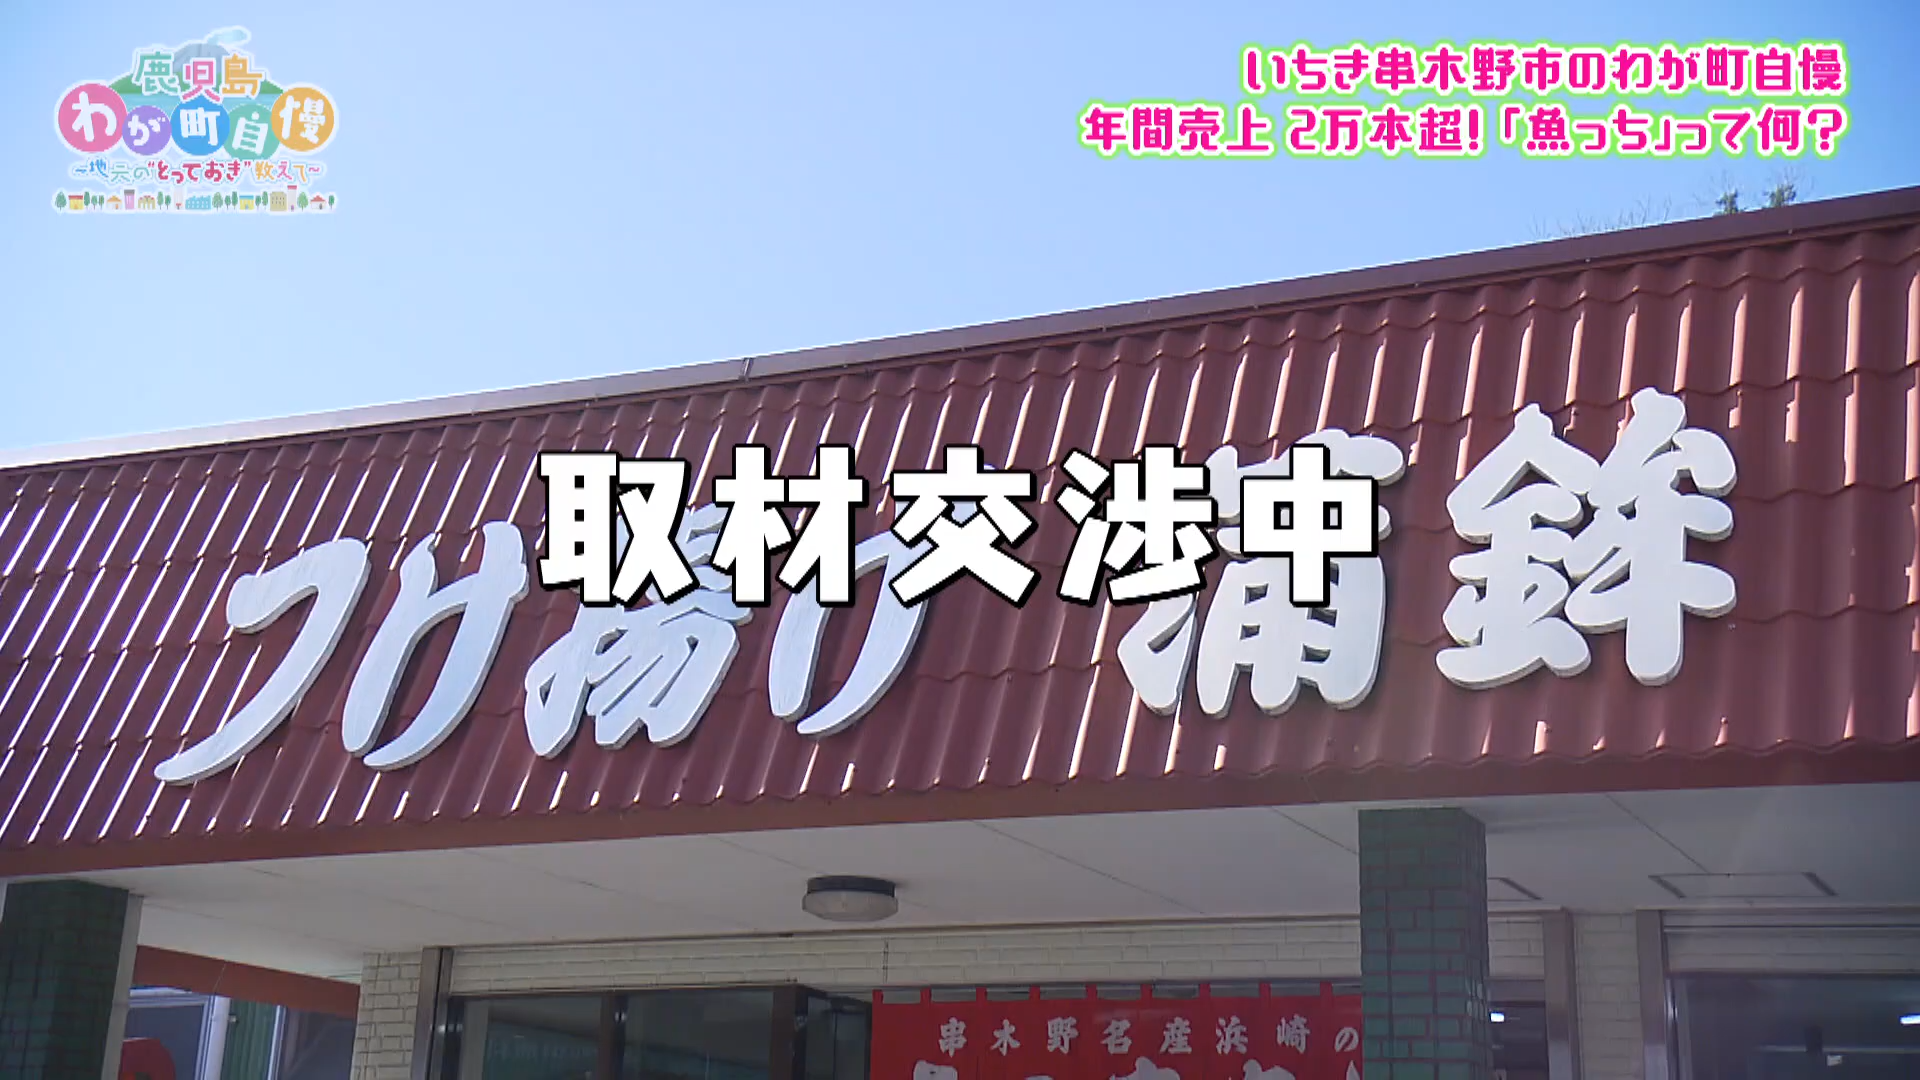 鹿児島
わが町自慢
~地元の"とっておき"教えて~
いちき串木野市のわが町自慢
年間売上 2万本超!「魚っち」って何?
取材交渉中
つけ揚げ 蒲鉾
串木野名産浜崎の